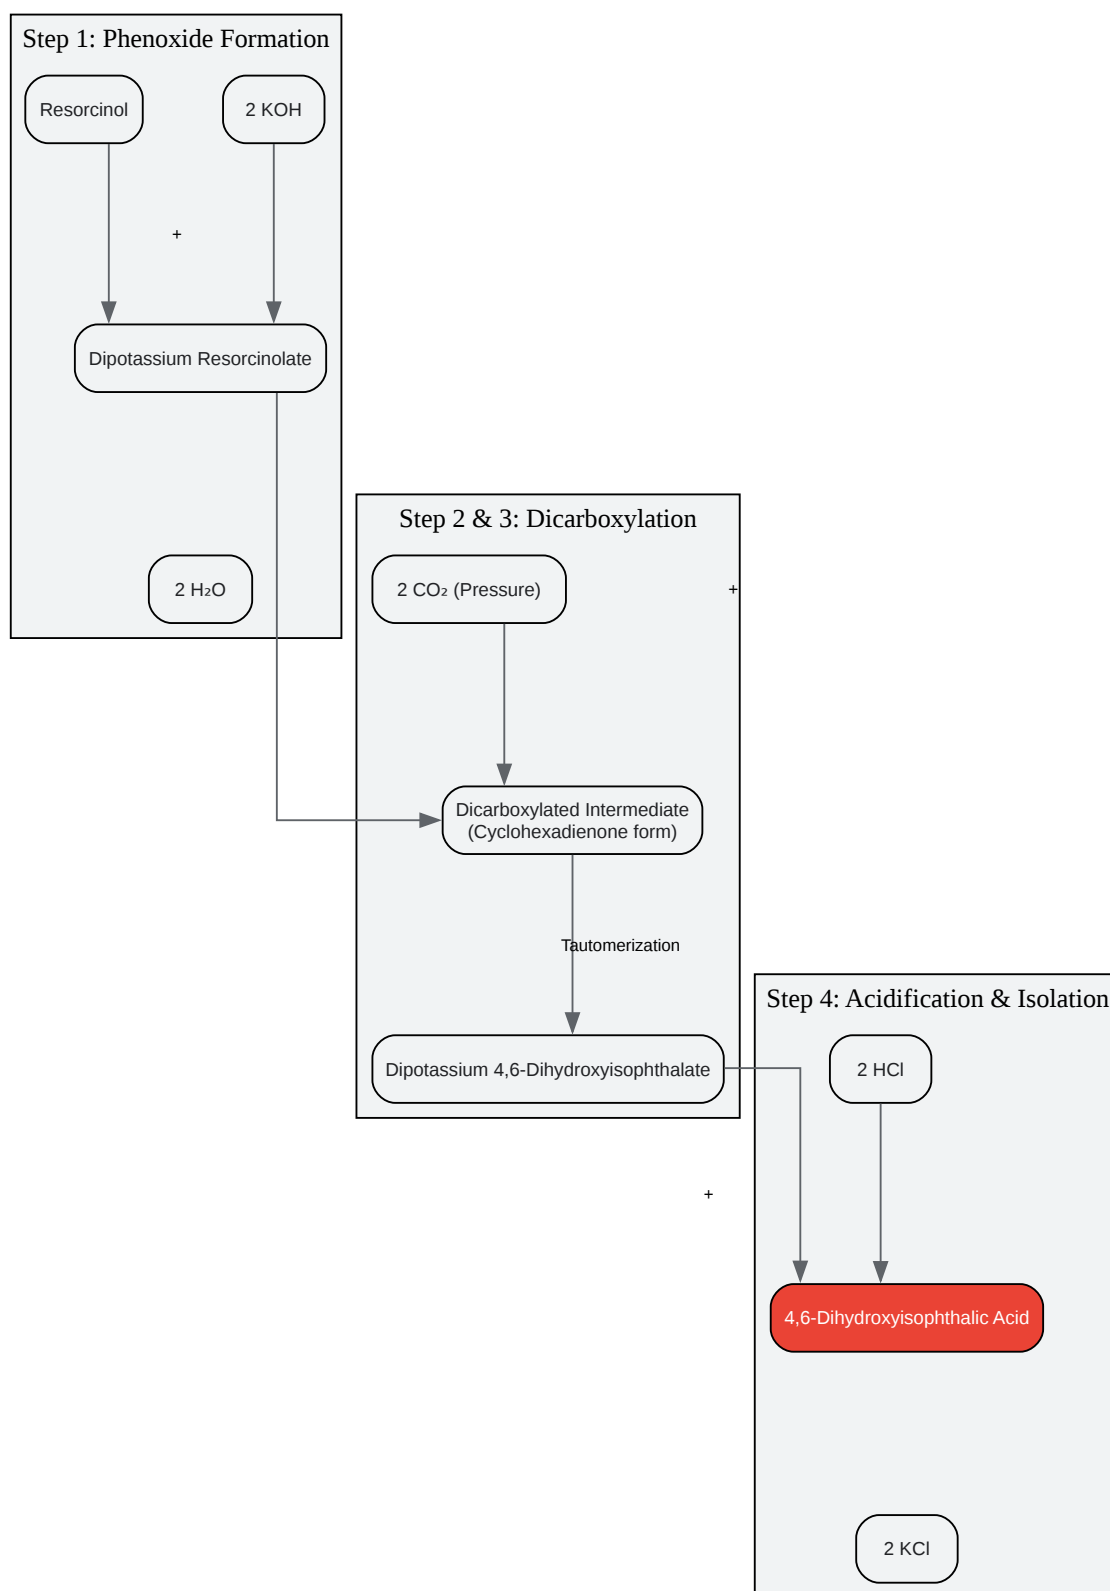 Step 1: Phenoxide Formation
Resorcinol
2 KOH
+
Dipotassium Resorcinolate
2 H₂O
Step 2 & 3: Dicarboxylation
2 CO₂ (Pressure)
+
Dicarboxylated Intermediate
(Cyclohexadienone form)
Tautomerization
Dipotassium 4,6-Dihydroxyisophthalate
Step 4: Acidification & Isolation
2 HCl
+
4,6-Dihydroxyisophthalic Acid
2 KCl